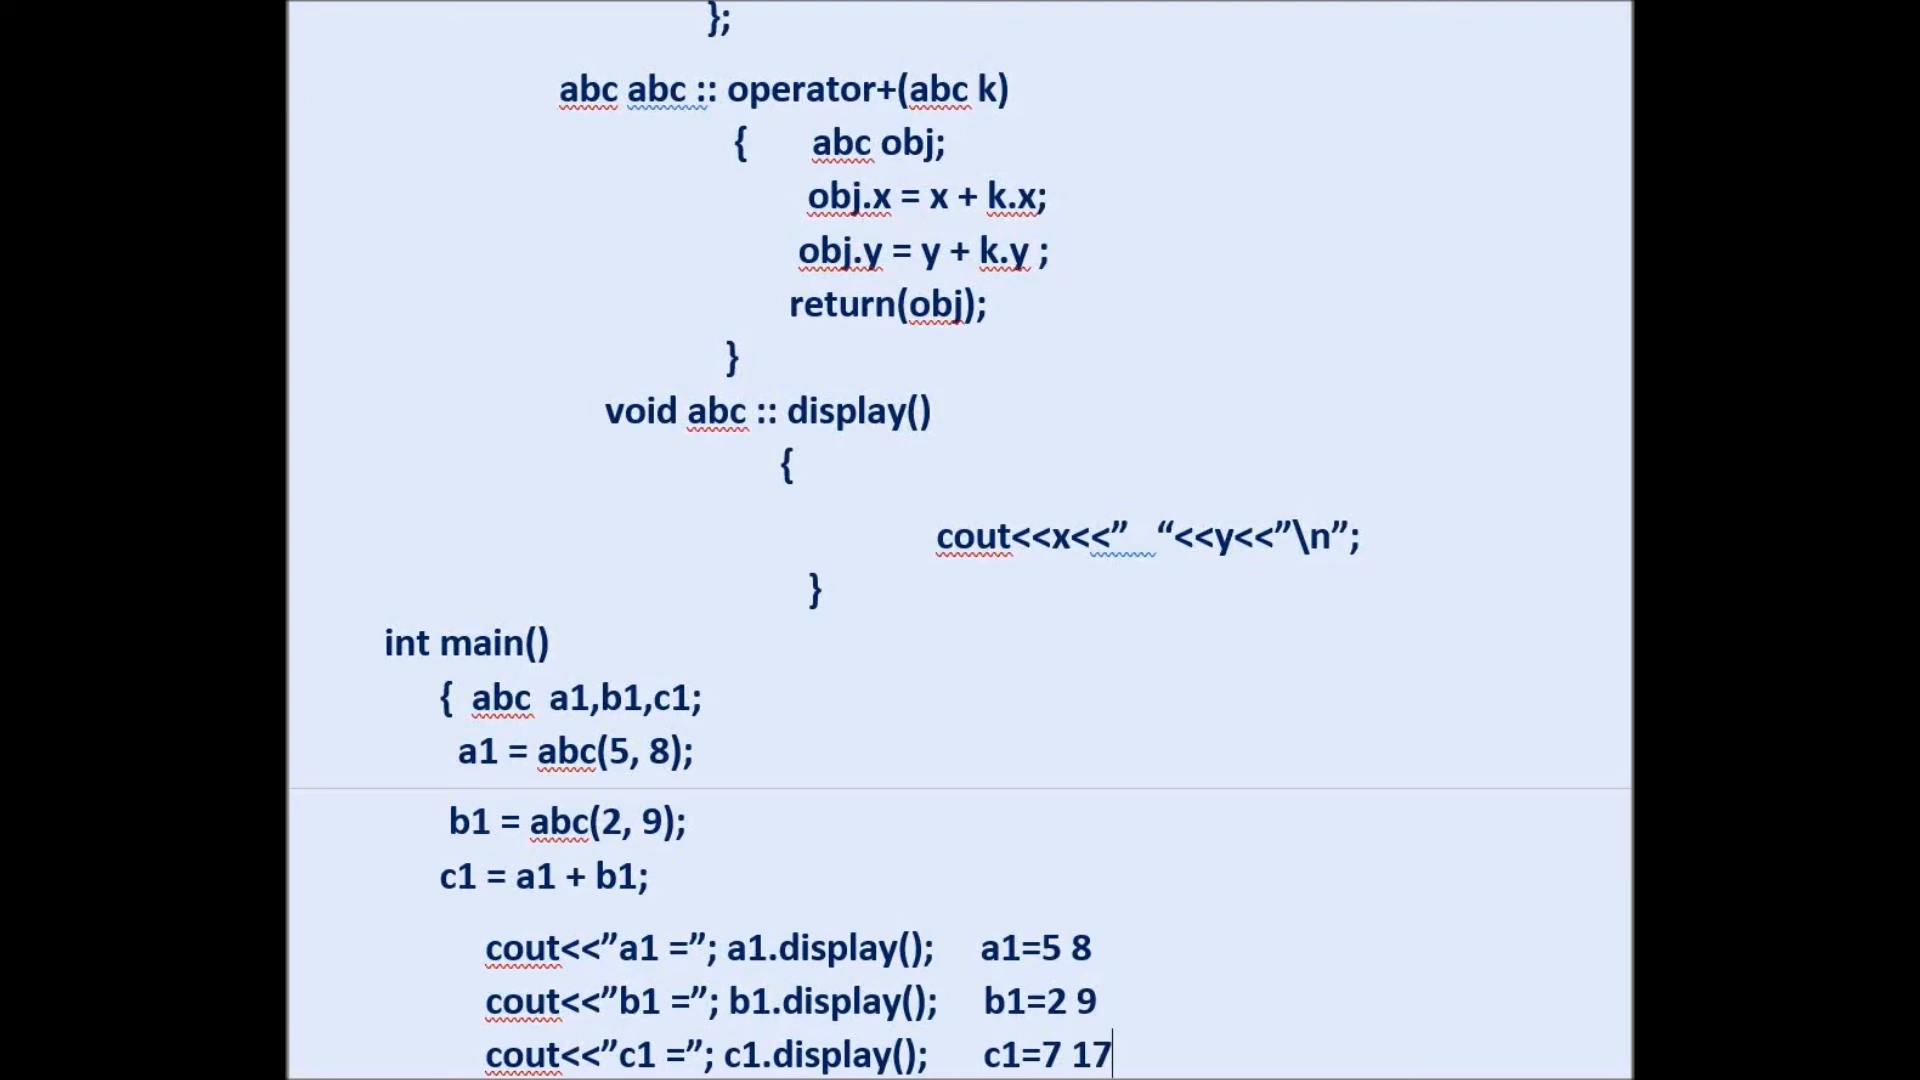 };
abc abc :: operator+(abc k)
{ abc obj;
obj.x = x + k.x;
obj.y = y + k.y ;
return(obj);
}
void abc :: display()
{
cout<<x<<” “<<y<<”\n”;
}
int main()
{ abc a1,b1,c1;
a1 = abc(5, 8);
b1 = abc(2, 9);
c1 = a1 + b1;
cout<<”a1 =”; a1.display(); a1=5 8
cout<<”b1 =”; b1.display(); b1=2 9
cout<<”c1 =”; c1.display(); c1=7 17